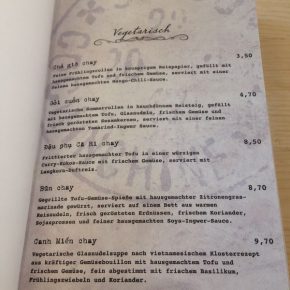 Vegetarisch
Chả giò chay
Feine Frühlingsrollen in hausgemachtem Reispapier, gefüllt mit
hausgemachtem Tofu und frischem Gemüse, serviert mit einer
feinen hausgemachten Mango-Chili-Sauce.
3,50
Gỏi cuốn chay
Vegetarische Sommerrollen in hauchdünnem Reisteig, gefüllt mit
hausgemachtem Tofu, Glasnudeln, frischem Gemüse und
frisch gerösteten Sesamkernen, serviert mit einer feinen
hausgemachten Tamarind-Ingwer Sauce.
4,70
Đậu phụ Cà Ri chay
Frittierter hausgemachter Tofu in einer würzigen
Curry-Kokos-Sauce mit frischem Gemüse, serviert mit
Langkorn-Duftreis.
8,50
Bún chay
Gegrillte Tofu-Gemüse-Spieße mit hausgemachter Zitronengras-
marinade gewürzt, serviert auf einem Bett aus warmen
Reisnudeln, frisch gerösteten Erdnüssen, frischem Koriander,
Sojasprossen und feiner hausgemachten Soya-Ingwer-Sauce.
8,70
Canh Miến chay
Vegetarische Glasnudelsuppe nach vietnamesischem Klosterrezept
aus kräftiger Gemüsebouillon mit hausgemachtem Tofu und
frischem Gemüse, fein abgestimmt mit frischem Basilikum,
Frühlingszwiebeln und Koriander.
9,70